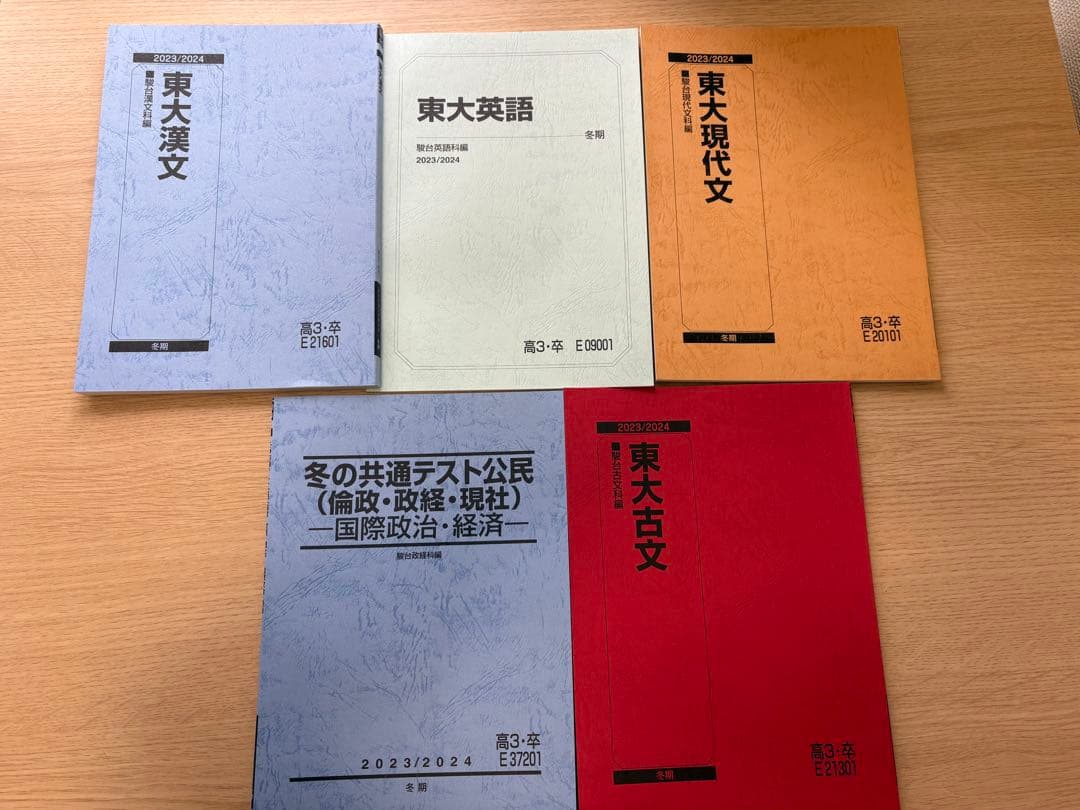 2023/2024
東大漢文
■駿台漢文科編
冬期
高3・卒
E21601
東大英語
冬期
駿台英語科編
2023/2024
高3・卒 E09001
2023/2024
東大現代文
■駿台現代文科編
冬期
高3・卒
E20101
冬の共通テスト公民
(倫政・政経・現社)
―国際政治・経済―
駿台政経科編
高3・卒
E37201
2023/2024
冬期
2023/2024
東大古文
■駿台古文科編
冬期
高3・卒
E21301